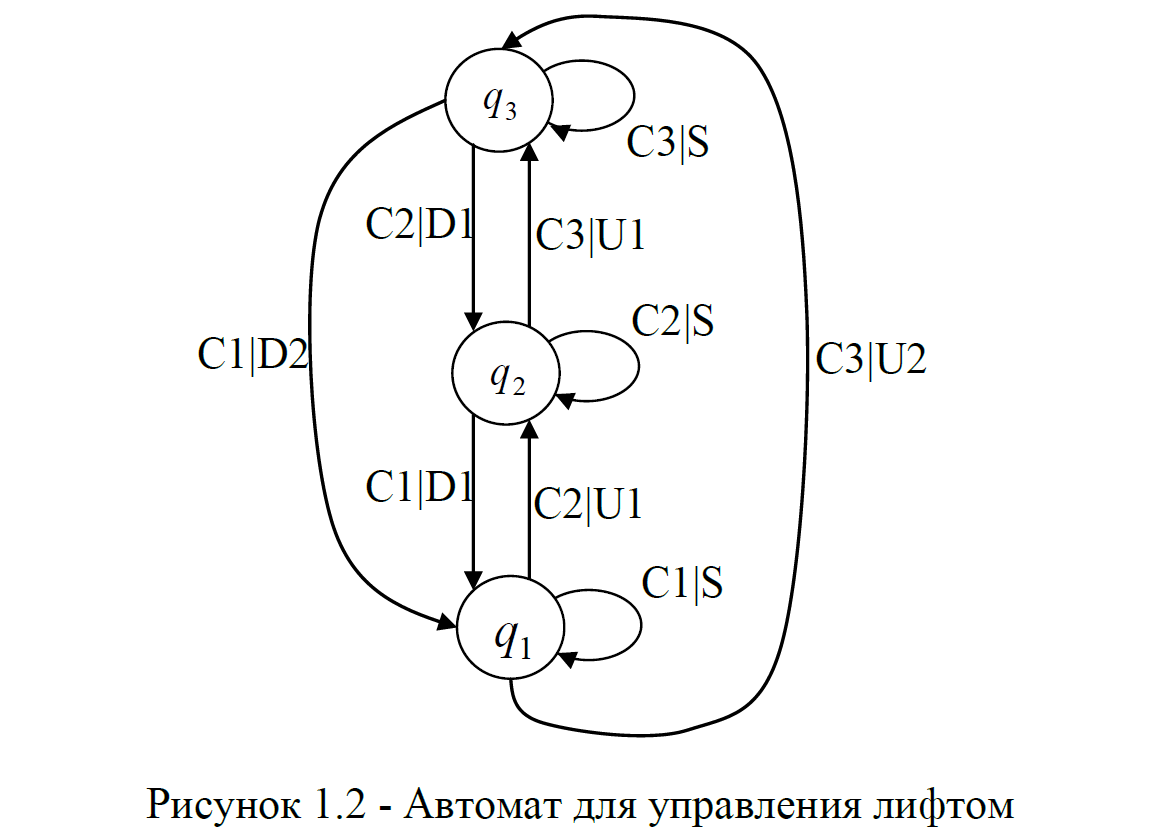 q3
C3|S
C2|D1
C3|U1
C2|S
C1|D2
C3|U2
q2
C1|D1
C2|U1
C1|S
q1
Рисунок 1.2 - Автомат для управления лифтом